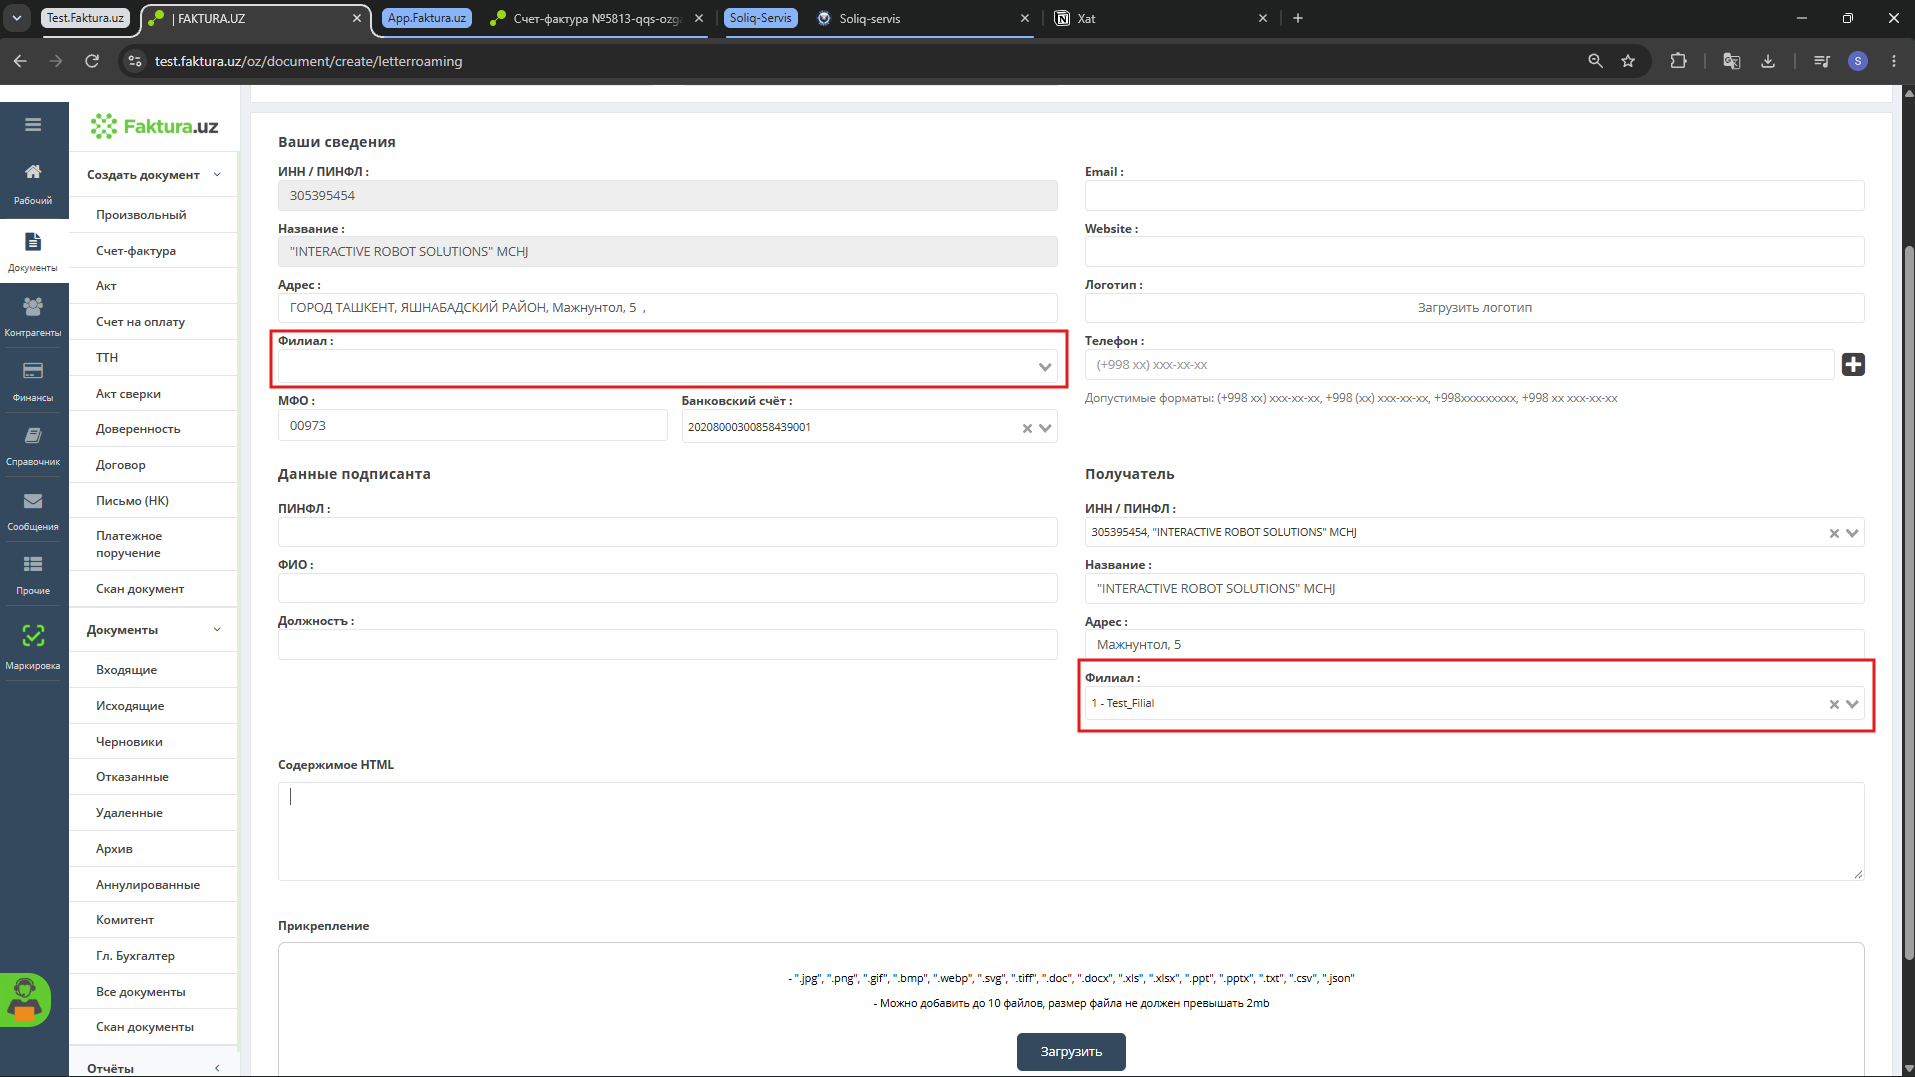 Test.Faktura.uz
| FAKTURA.UZ
App.Faktura.uz
Счет-фактура №5813-qqs-ozga
Soliq-Servis
Soliq-servis
Xat
test.faktura.uz/oz/document/create/letterroaming
S
Рабочий
Документы
Контрагенты
Финансы
Справочник
Сообщения
Прочие
Маркировка
Faktura.uz
Создать документ
Произвольный
Счет-фактура
Акт
Счет на оплату
ТТН
Акт сверки
Доверенность
Договор
Письмо (НК)
Платежное
поручение
Скан документ
Документы
Входящие
Исходящие
Черновики
Отказанные
Удаленные
Архив
Аннулированные
Комитент
Гл. Бухгалтер
Все документы
Скан документы
Отчёты
Ваши сведения
ИНН / ПИНФЛ :
305395454
Название :
"INTERACTIVE ROBOT SOLUTIONS" MCHJ
Адрес :
ГОРОД ТАШКЕНТ, ЯШНАБАДСКИЙ РАЙОН, Мажнунтол, 5 ,
Филиал :
МФО :
00973
Банковский счёт :
20208000300858439001
Email :
Website :
Логотип :
Загрузить логотип
Телефон :
(+998 xx) xxx-xx-xx
Допустимые форматы: (+998 xx) xxx-xx-xx, +998 (xx) xxx-xx-xx, +998xxxxxxxxx, +998 xx xxx-xx-xx
Данные подписанта
ПИНФЛ :
ФИО :
Должностъ :
Получатель
ИНН / ПИНФЛ :
305395454, "INTERACTIVE ROBOT SOLUTIONS" MCHJ
Название :
"INTERACTIVE ROBOT SOLUTIONS" MCHJ
Адрес :
Мажнунтол, 5
Филиал :
1 - Test_Filial
Содержимое HTML
Прикрепление
- ".jpg", ".png", ".gif", ".bmp", ".webp", ".svg", ".tiff", ".doc", ".docx", ".xls", ".xlsx", ".ppt", ".pptx", ".txt", ".csv", ".json"
- Можно добавить до 10 файлов, размер файла не должен превышать 2mb
Загрузить